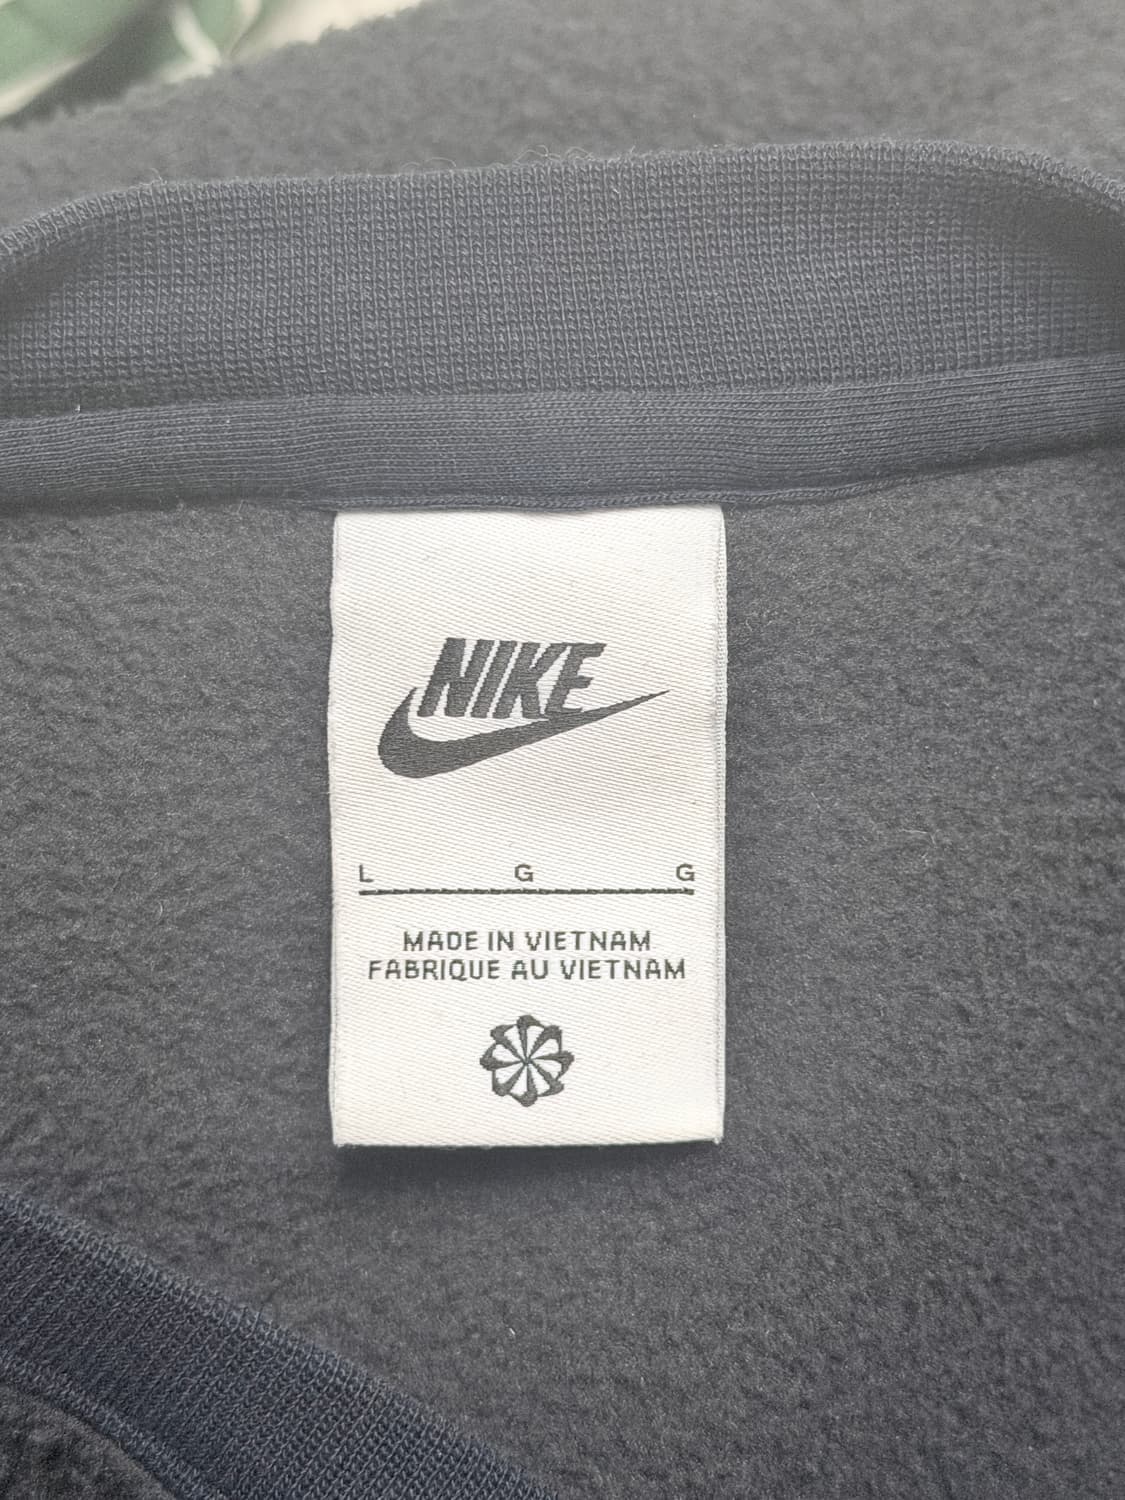 NIKE
L G G
MADE IN VIETNAM
FABRIQUE AU VIETNAM